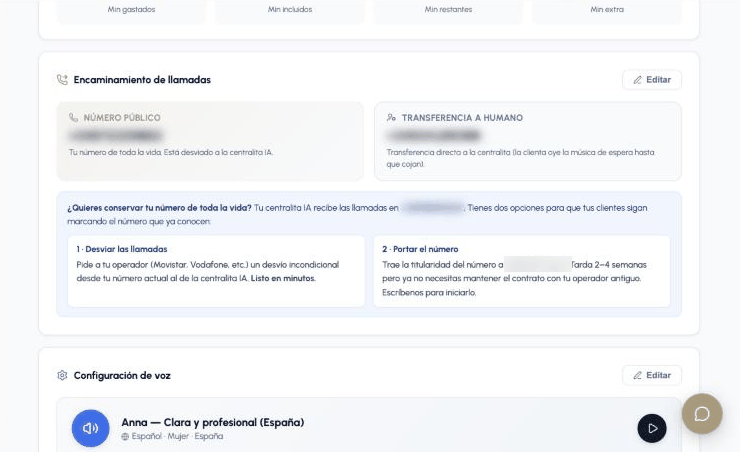 Min gastados
Min incluidos
Min restantes
Min extra
Encaminamiento de llamadas
Editar
NÚMERO PÚBLICO
Tu número de toda la vida. Está desviado a la centralita IA.
TRANSFERENCIA A HUMANO
Transferencia directo a la centralita (la clienta oye la música de espera hasta
que cojan).
¿Quieres conservar tu número de toda la vida? Tu centralita IA recibe las llamadas en . Tienes dos opciones para que tus clientes sigan
marcando el número que ya conocen:
1 · Desviar las llamadas
Pide a tu operador (Movistar, Vodafone, etc.) un desvío incondicional
desde tu número actual al de la centralita IA. Listo en minutos.
2 · Portar el número
Trae la titularidad del número a Tarda 2–4 semanas
pero ya no necesitas mantener el contrato con tu operador antiguo.
Escríbenos para iniciarlo.
Configuración de voz
Editar
Anna — Clara y profesional (España)
Español · Mujer · España